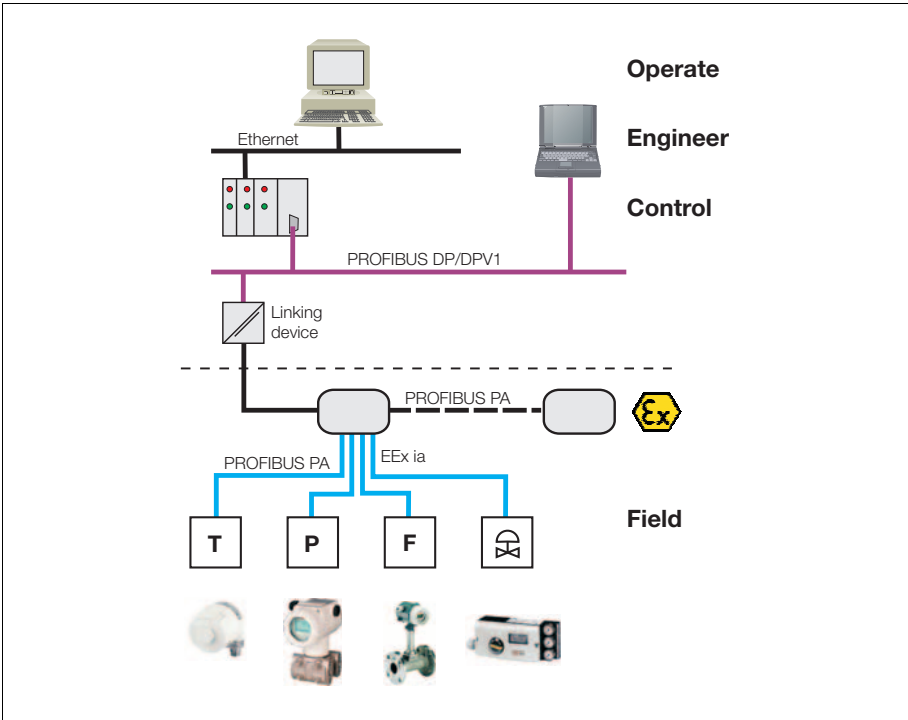 Operate
Ethernet
Engineer
Control
PROFIBUS DP/DPV1
Linking
device
PROFIBUS PA
Ex
PROFIBUS PA
EEx ia
T
P
F
Field